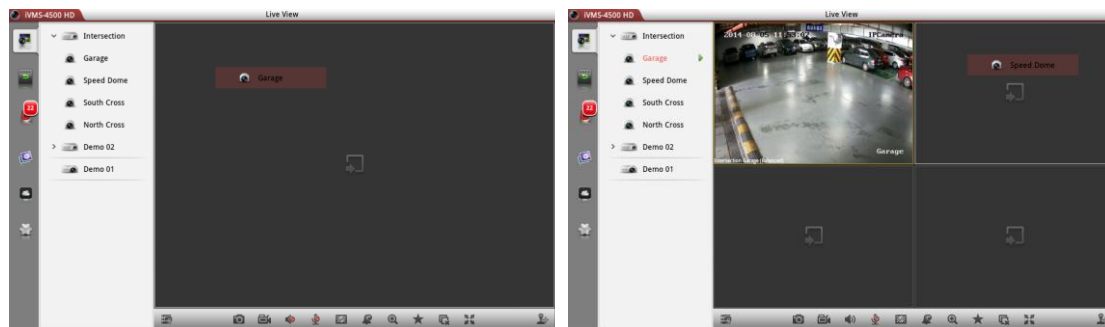 iVMS-4500 HD
Live View
Intersection
Garage
Speed Dome
South Cross
North Cross
Demo 02
Demo 01
Garage
22
iVMS-4500 HD
Live View
Intersection
Garage
Speed Dome
South Cross
North Cross
Demo 02
Demo 01
22
IPCamera
Garage
Speed Dome